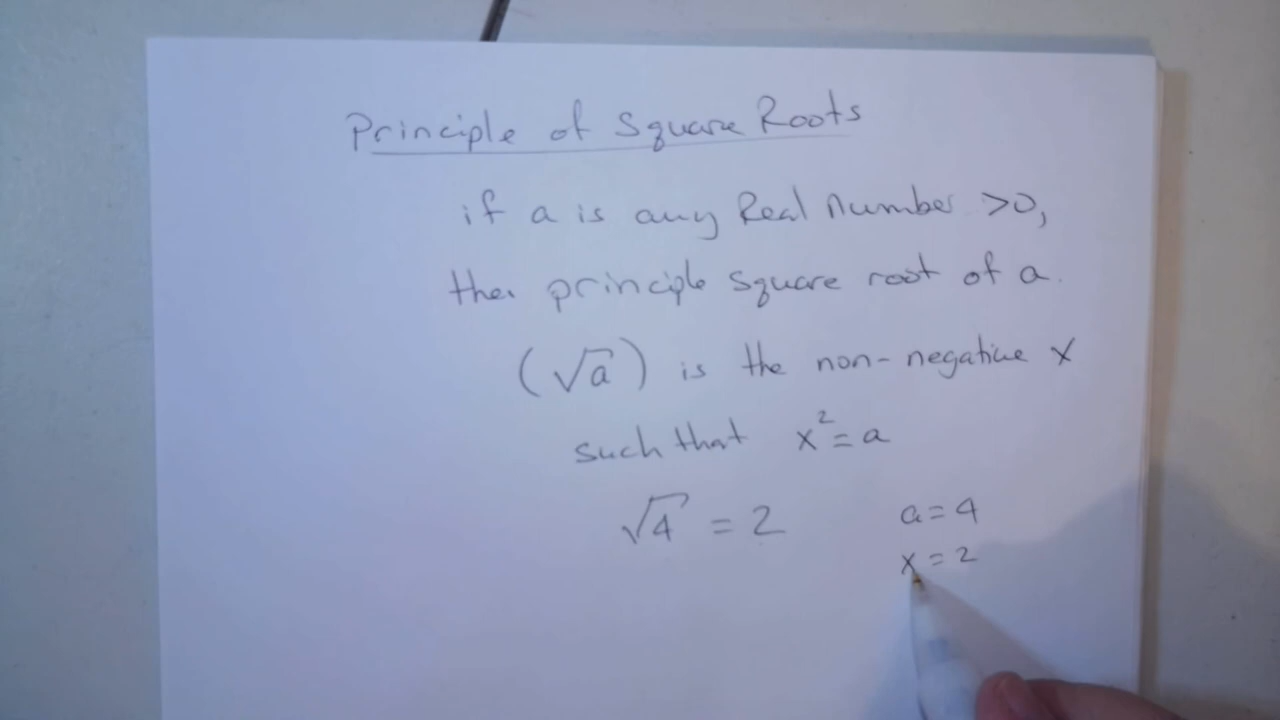 Principle of Square Roots
if a is any Real Number >0,
the principle square root of a.
(√a) is the non-negative x
such that x²=a
√4 = 2 a=4
x=2